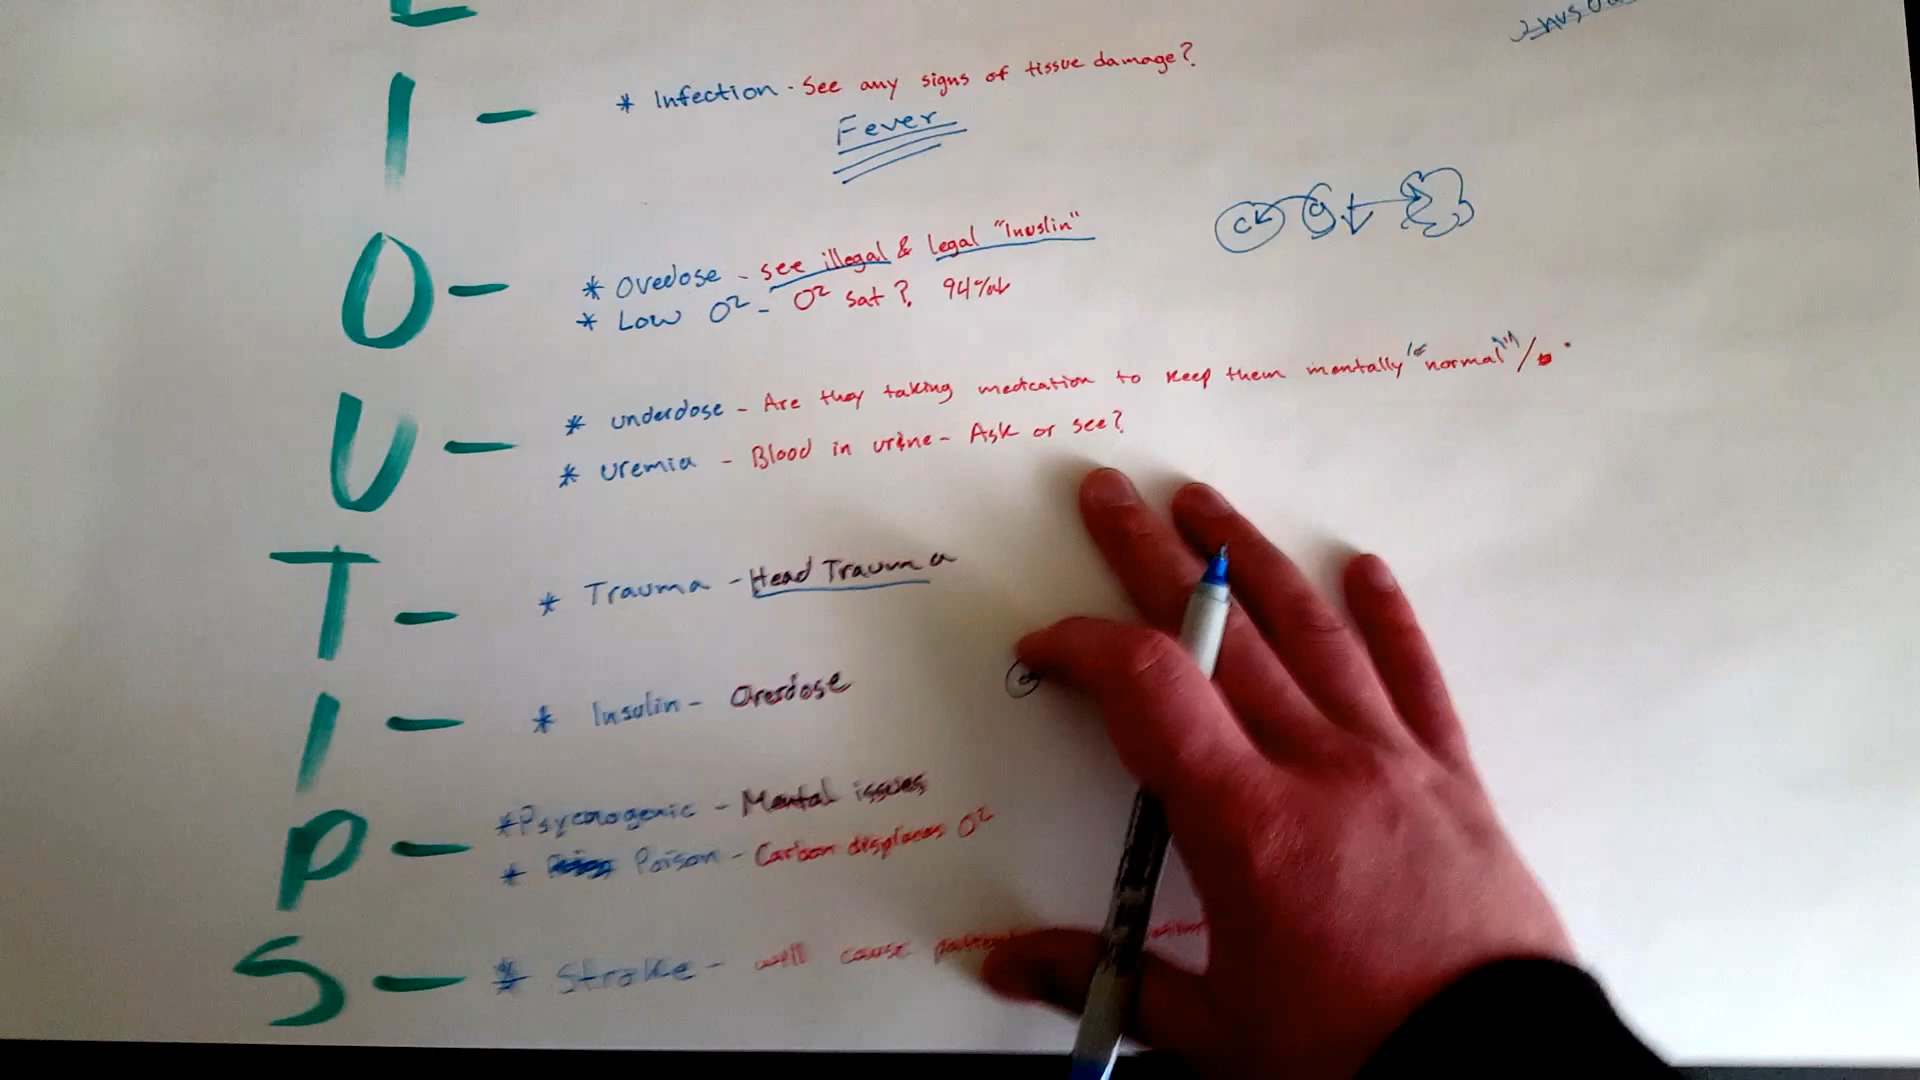 I - * Infection - See any signs of tissue damage?
Fever
O - * Ovedose - see illegal & legal "Inuslin"
* Low O² - O² sat? 94%↓
C g ↓
U - * underdose - Are they taking medication to keep them mentally "normal"/
* uremia - Blood in urine - Ask or see?
T - * Trauma - Head Trauma
I - * Insulin - Overdose
P - * Psychogenic - Mental issues
* Poison - Carbon displaces O²
S - * Stroke - will cause